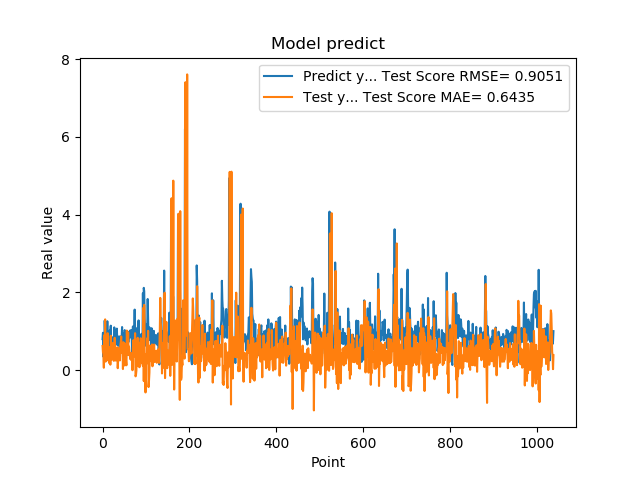 Model predict
Predict y... Test Score RMSE= 0.9051
Test y... Test Score MAE= 0.6435
8
6
4
2
0
Real value
0 200 400 600 800 1000
Point